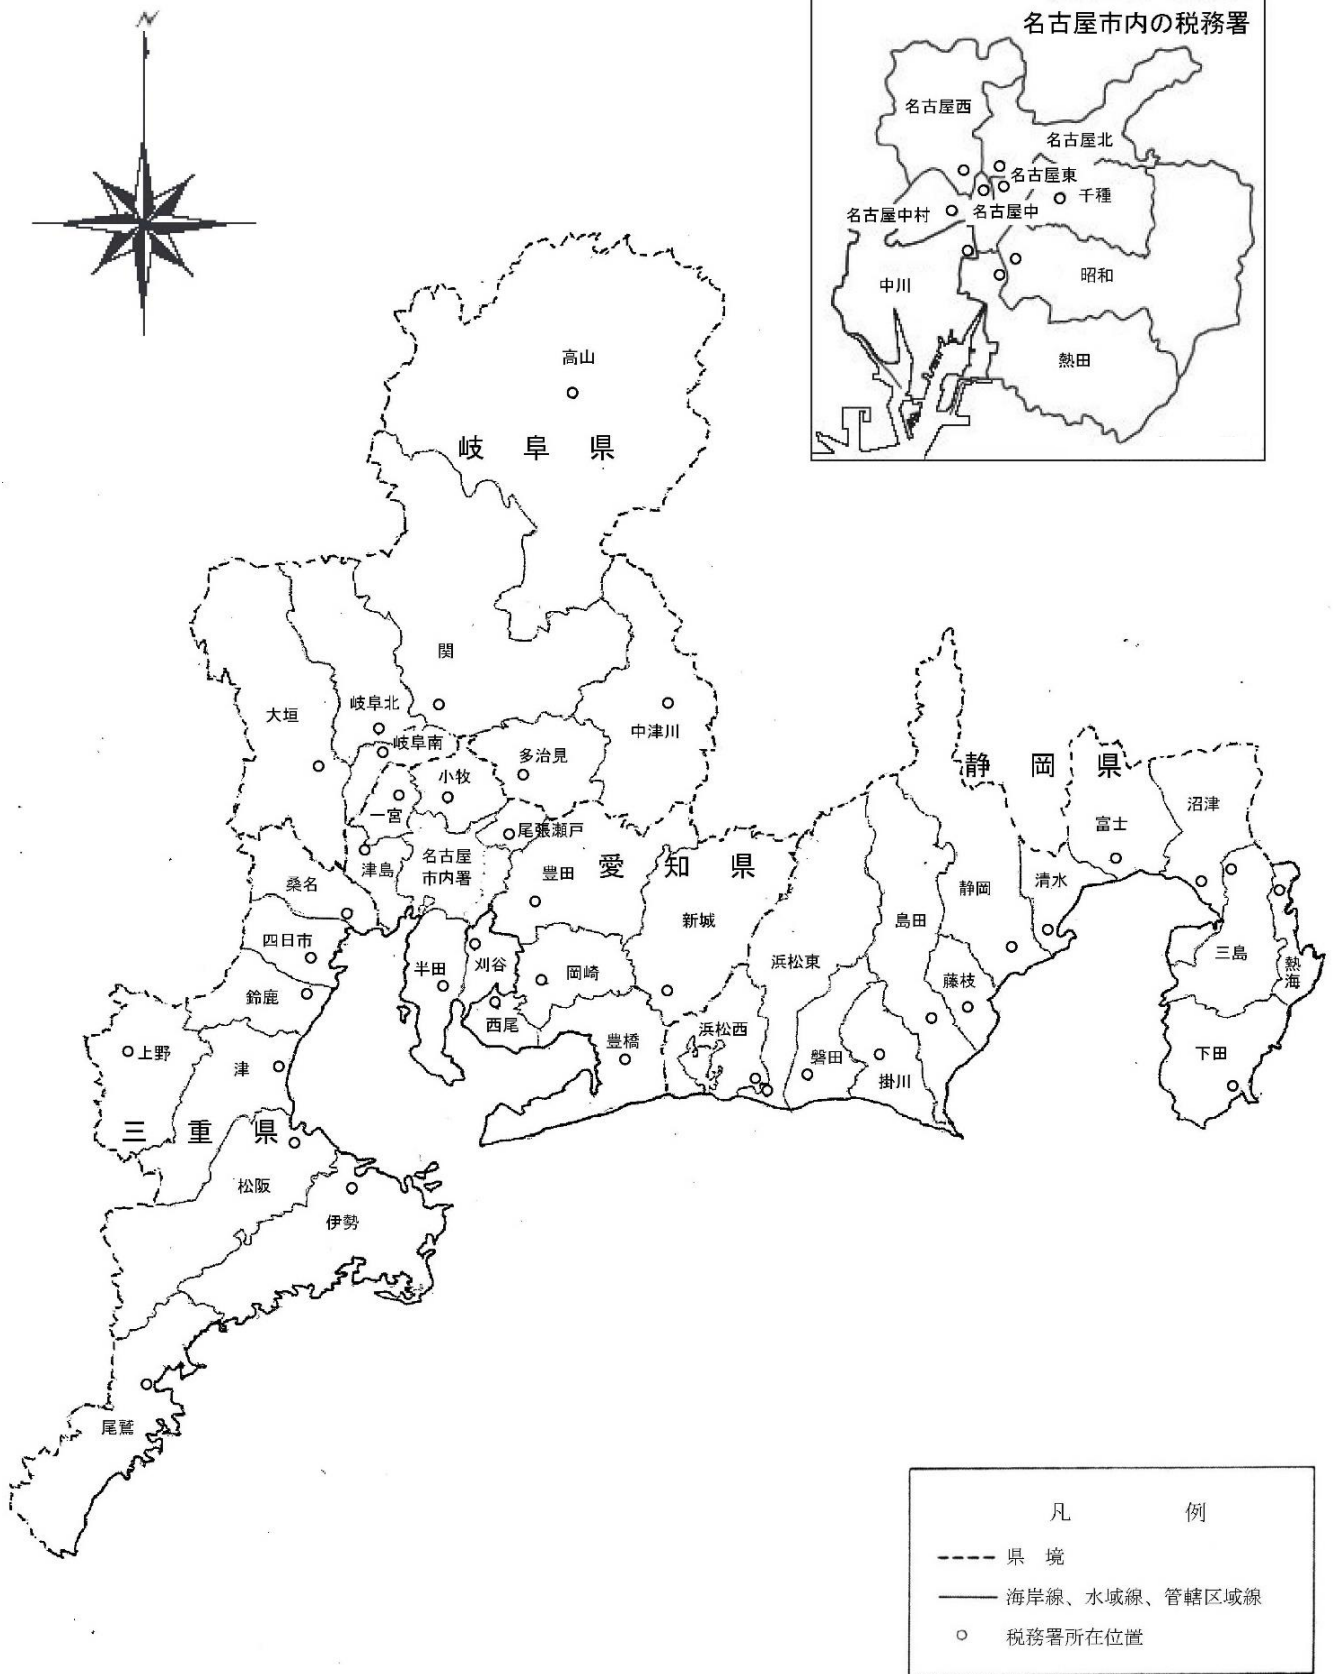 N
名古屋市内の税務署
名古屋西
名古屋北
名古屋東
千種
名古屋中村
名古屋中
昭和
中川
熱田
高山
岐阜県
関
大垣
岐阜北
岐阜南
中津川
多治見
小牧
一宮
尾張瀬戸
津島
名古屋
市内署
豊田
愛知県
桑名
四日市
鈴鹿
半田
刈谷
岡崎
西尾
豊橋
新城
上野
津
三重県
松阪
伊勢
尾鷲
静岡県
沼津
富士
清水
静岡
島田
浜松東
藤枝
三島
熱海
浜松西
磐田
掛川
下田
凡例
県境
海岸線、水域線、管轄区域線
税務署所在位置